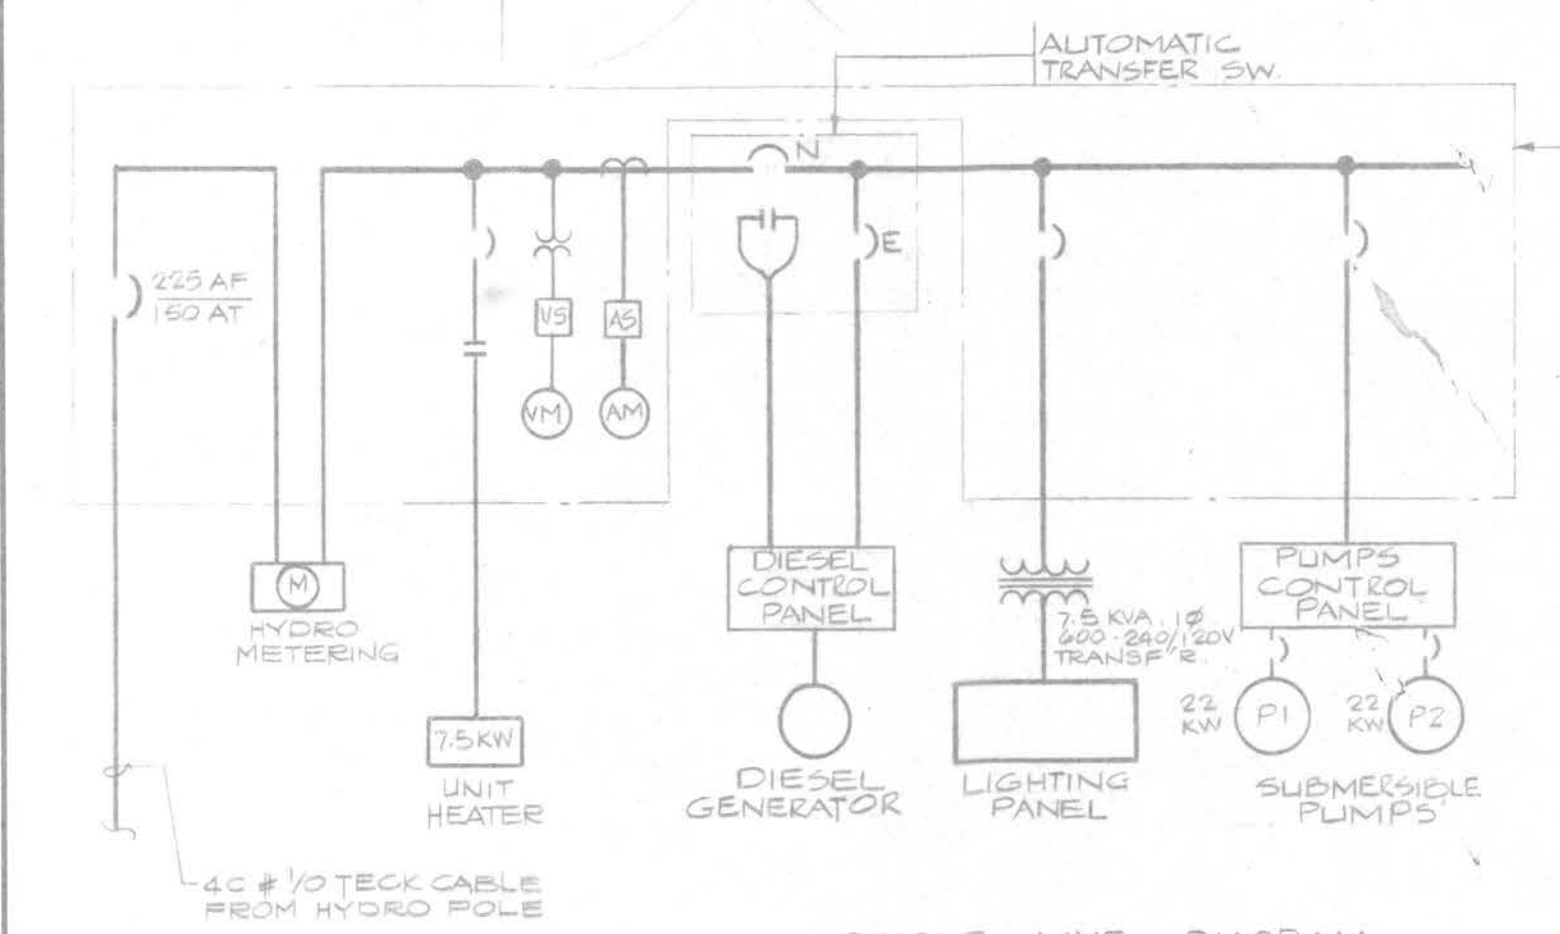 AUTOMATIC
TRANSFER SW.
N
E
225 AF
150 AT
VS
AS
VM
AM
M
HYDRO
METERING
7.5 KW
UNIT
HEATER
DIESEL
CONTROL
PANEL
DIESEL
GENERATOR
7.5 KVA, 1Ø
600-240/120V
TRANSF'R.
LIGHTING
PANEL
PUMPS
CONTROL
PANEL
22
KW
P1
22
KW
P2
SUBMERSIBLE
PUMPS
4C # 1/0 TECK CABLE
FROM HYDRO POLE